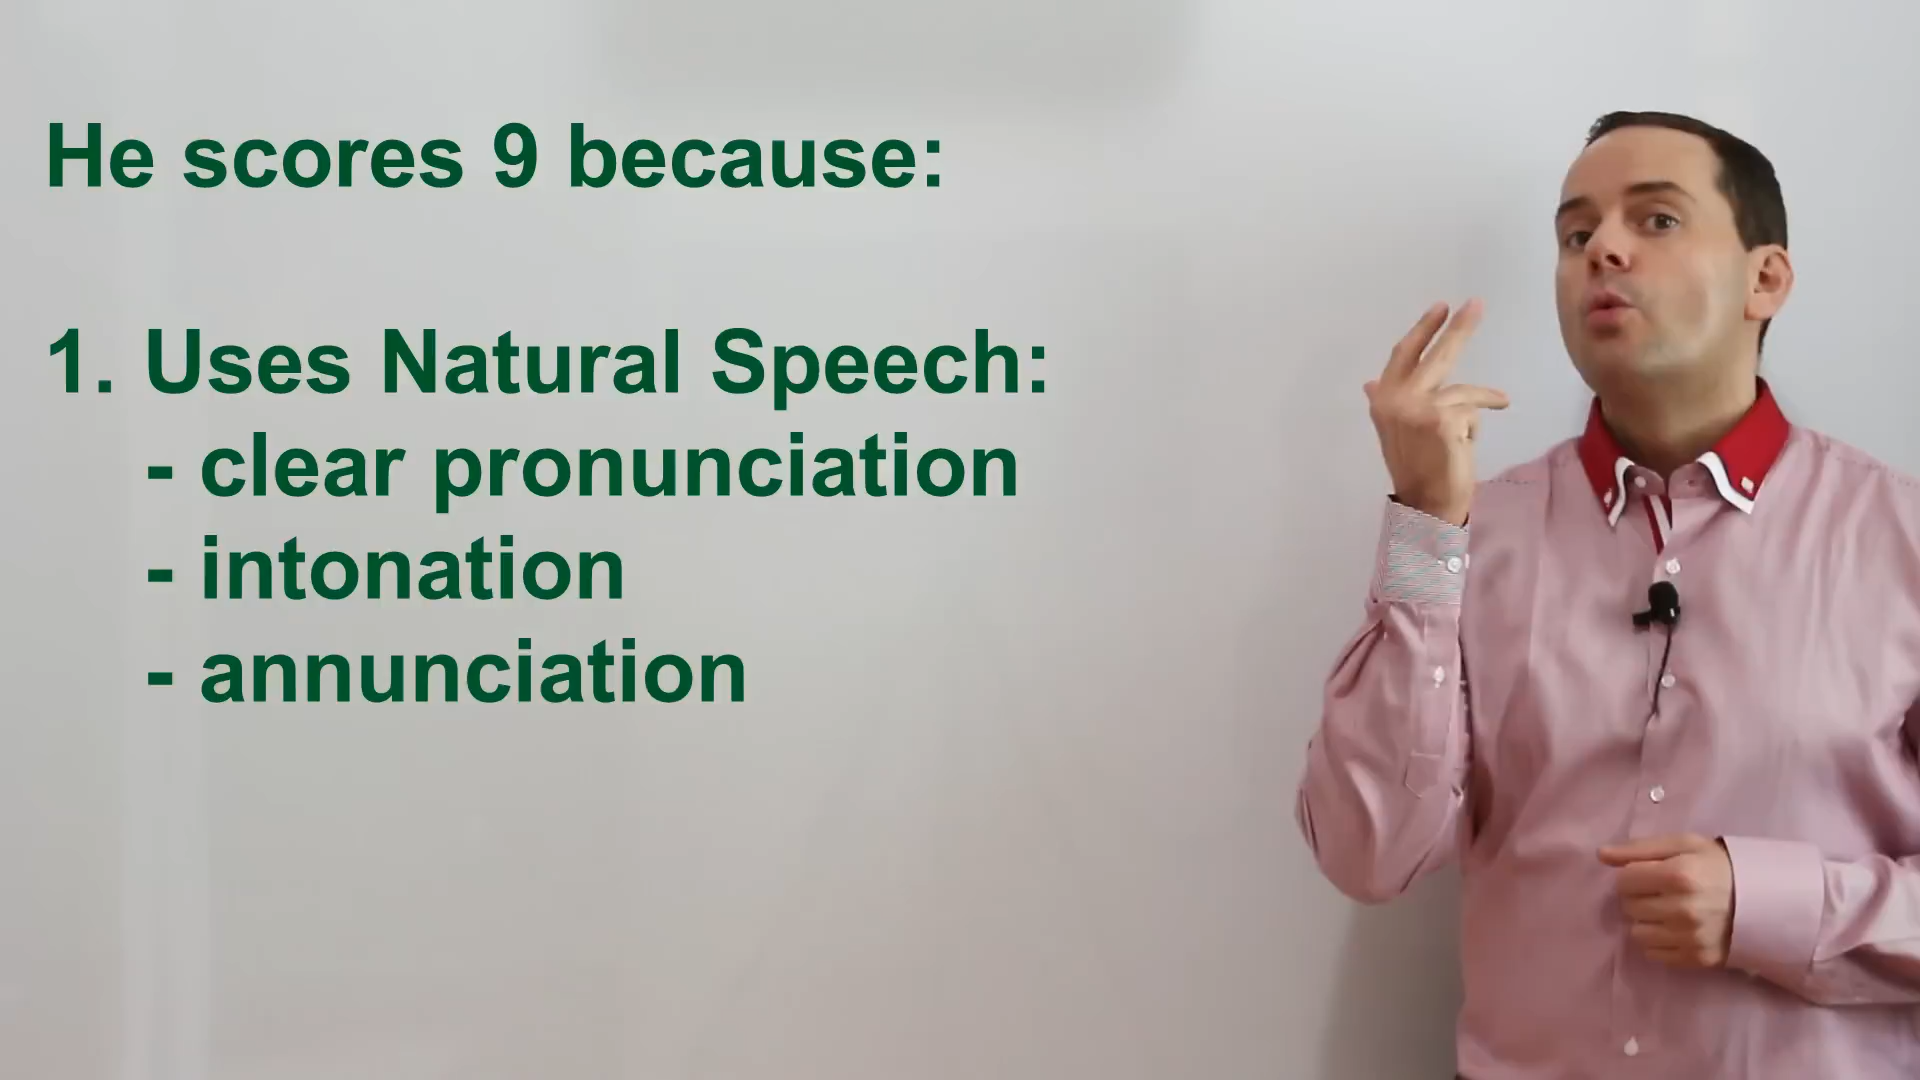 He scores 9 because:
1. Uses Natural Speech:
- clear pronunciation
- intonation
- annunciation